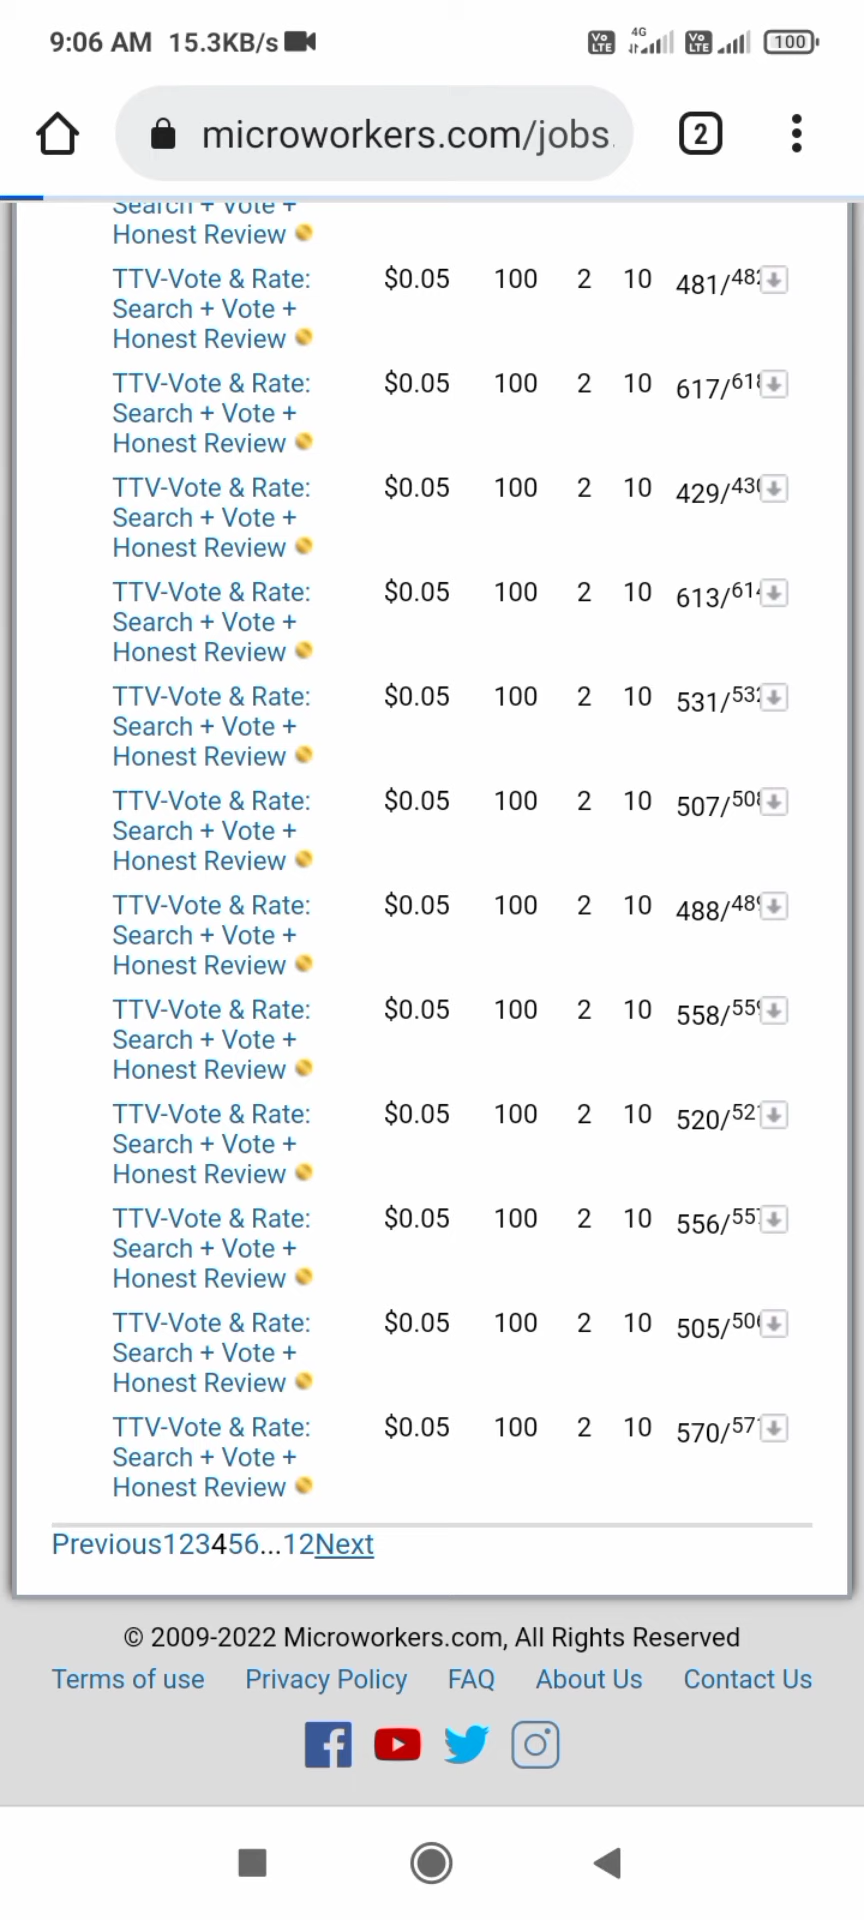 9:06 AM 15.3KB/s
Vo LTE 4G Vo LTE 100
microworkers.com/jobs.
2
Search + Vote +
Honest Review
TTV-Vote & Rate: $0.05 100 2 10 481/48
Search + Vote +
Honest Review
TTV-Vote & Rate: $0.05 100 2 10 617/61
Search + Vote +
Honest Review
TTV-Vote & Rate: $0.05 100 2 10 429/43
Search + Vote +
Honest Review
TTV-Vote & Rate: $0.05 100 2 10 613/61
Search + Vote +
Honest Review
TTV-Vote & Rate: $0.05 100 2 10 531/53
Search + Vote +
Honest Review
TTV-Vote & Rate: $0.05 100 2 10 507/50
Search + Vote +
Honest Review
TTV-Vote & Rate: $0.05 100 2 10 488/48
Search + Vote +
Honest Review
TTV-Vote & Rate: $0.05 100 2 10 558/55
Search + Vote +
Honest Review
TTV-Vote & Rate: $0.05 100 2 10 520/52
Search + Vote +
Honest Review
TTV-Vote & Rate: $0.05 100 2 10 556/55
Search + Vote +
Honest Review
TTV-Vote & Rate: $0.05 100 2 10 505/50
Search + Vote +
Honest Review
TTV-Vote & Rate: $0.05 100 2 10 570/57
Search + Vote +
Honest Review
Previous123456...12Next
© 2009-2022 Microworkers.com, All Rights Reserved
Terms of use Privacy Policy FAQ About Us Contact Us